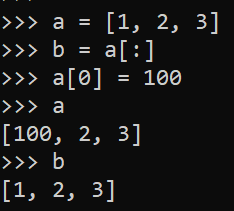 >>> a = [1, 2, 3]
>>> b = a[:]
>>> a[0] = 100
>>> a
[100, 2, 3]
>>> b
[1, 2, 3]